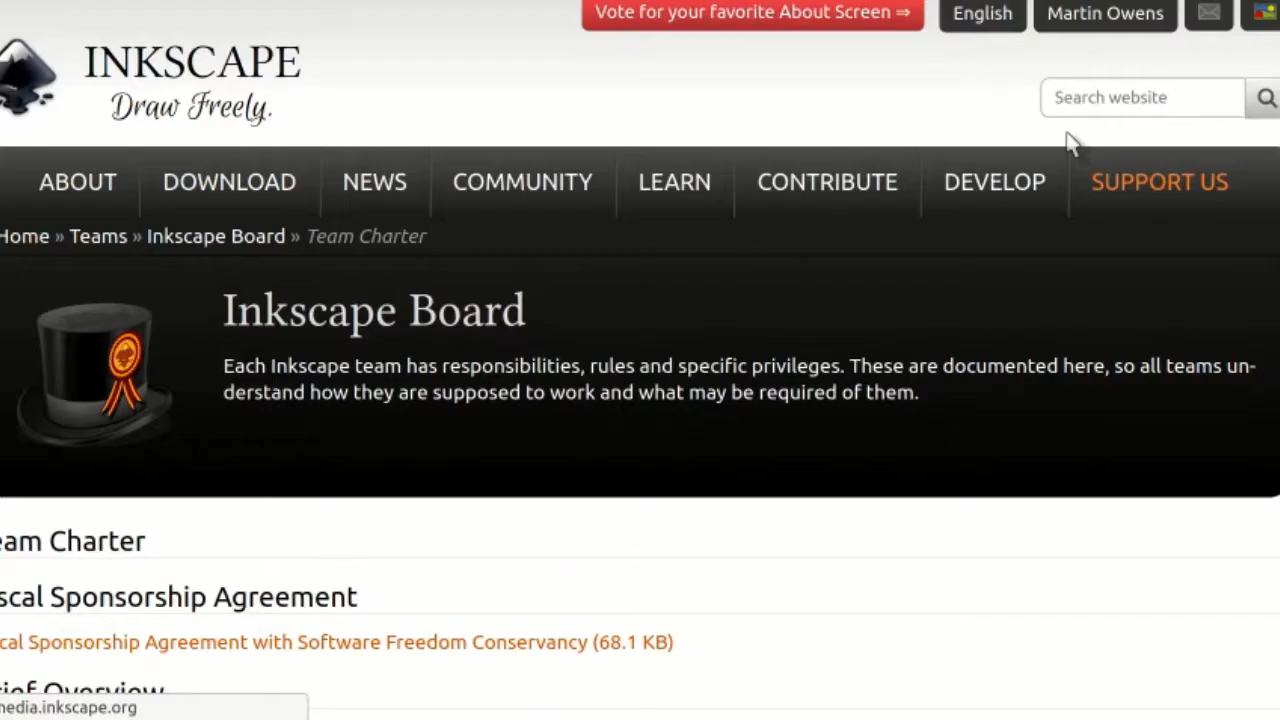 Vote for your favorite About Screen ⇒
English
Martin Owens
INKSCAPE
Draw Freely.
Search website
ABOUT
DOWNLOAD
NEWS
COMMUNITY
LEARN
CONTRIBUTE
DEVELOP
SUPPORT US
Home » Teams » Inkscape Board » Team Charter
Inkscape Board
Each Inkscape team has responsibilities, rules and specific privileges. These are documented here, so all teams un-
derstand how they are supposed to work and what may be required of them.
eam Charter
scal Sponsorship Agreement
cal Sponsorship Agreement with Software Freedom Conservancy (68.1 KB)
rief Overview
media.inkscape.org